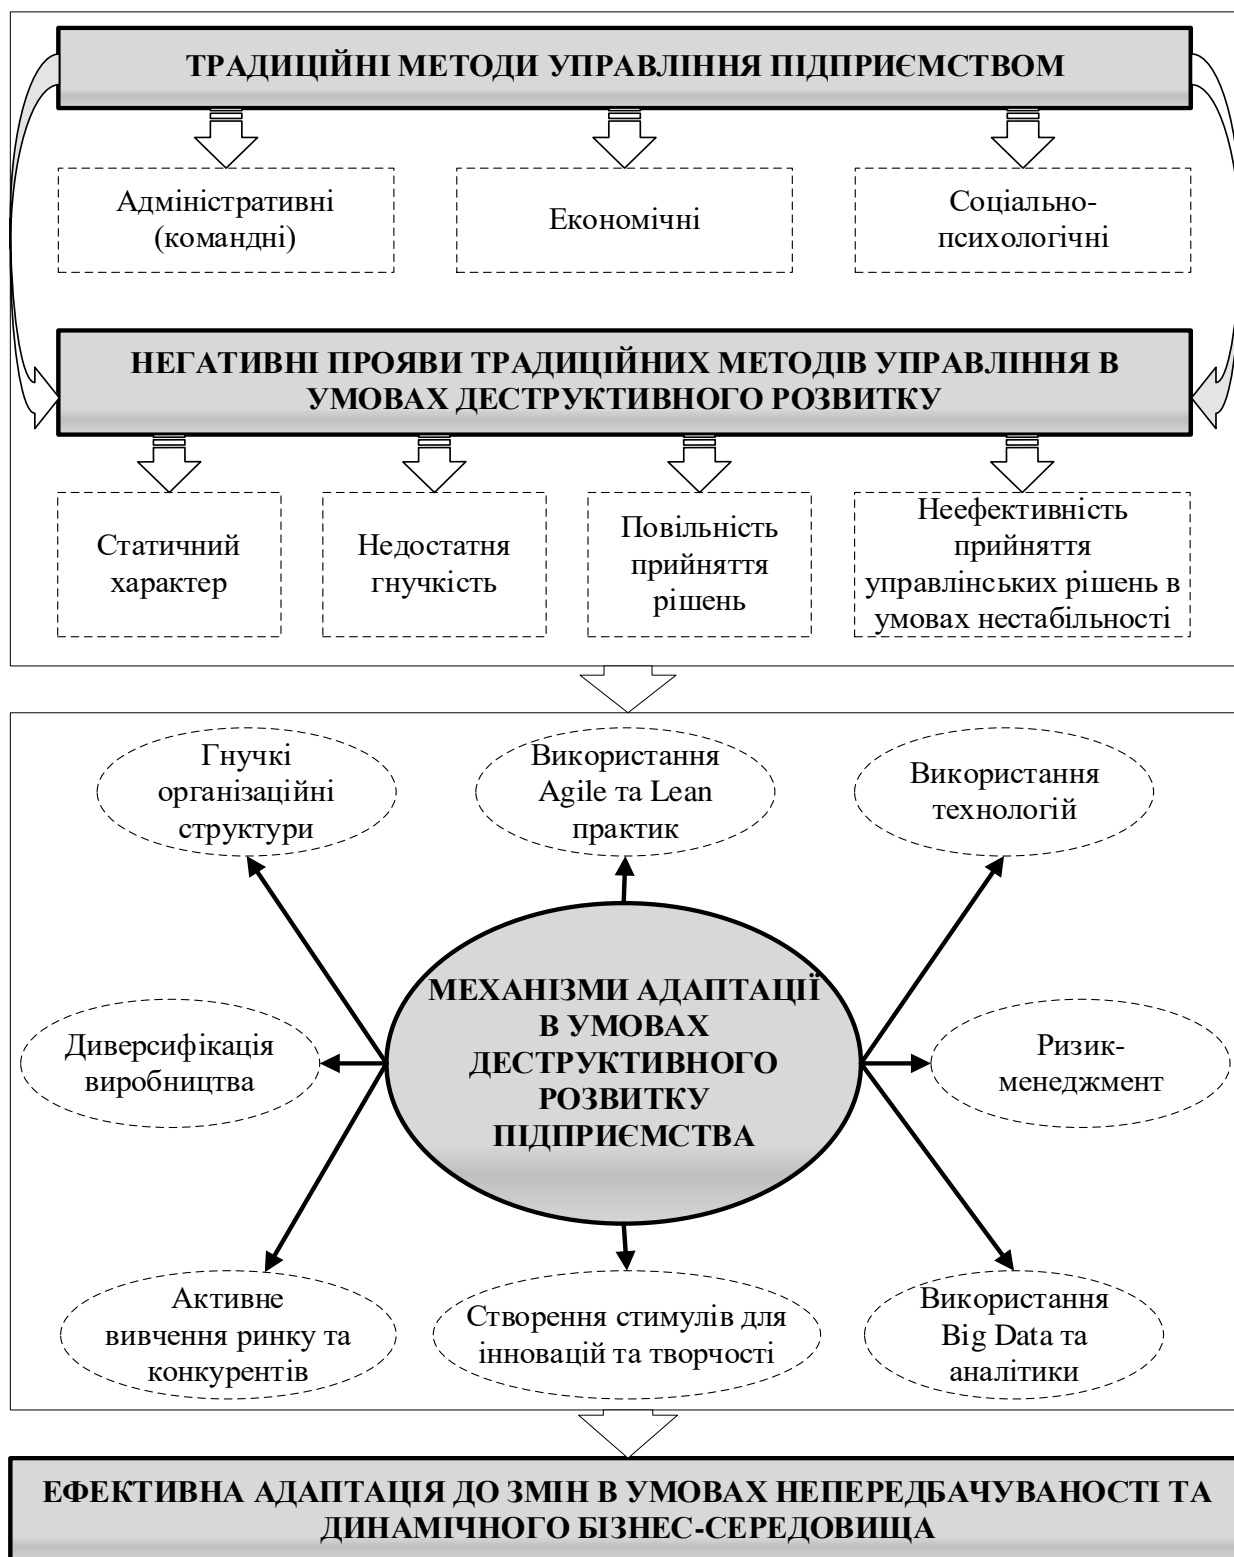 ТРАДИЦІЙНІ МЕТОДИ УПРАВЛІННЯ ПІДПРИЄМСТВОМ
Адміністративні
(командні)
Економічні
Соціально-
психологічні
НЕГАТИВНІ ПРОЯВИ ТРАДИЦІЙНИХ МЕТОДІВ УПРАВЛІННЯ В
УМОВАХ ДЕСТРУКТИВНОГО РОЗВИТКУ
Статичний
характер
Недостатня
гнучкість
Повільність
прийняття
рішень
Неефективність
прийняття
управлінських рішень в
умовах нестабільності
Гнучкі
організаційні
структури
Використання
Agile та Lean
практик
Використання
технологій
МЕХАНІЗМИ АДАПТАЦІЇ
В УМОВАХ
ДЕСТРУКТИВНОГО
РОЗВИТКУ
ПІДПРИЄМСТВА
Диверсифікація
виробництва
Ризик-
менеджмент
Активне
вивчення ринку та
конкурентів
Створення стимулів для
інновацій та творчості
Використання
Big Data та
аналітики
ЕФЕКТИВНА АДАПТАЦІЯ ДО ЗМІН В УМОВАХ НЕПЕРЕДБАЧУВАНОСТІ ТА
ДИНАМІЧНОГО БІЗНЕС-СЕРЕДОВИЩА